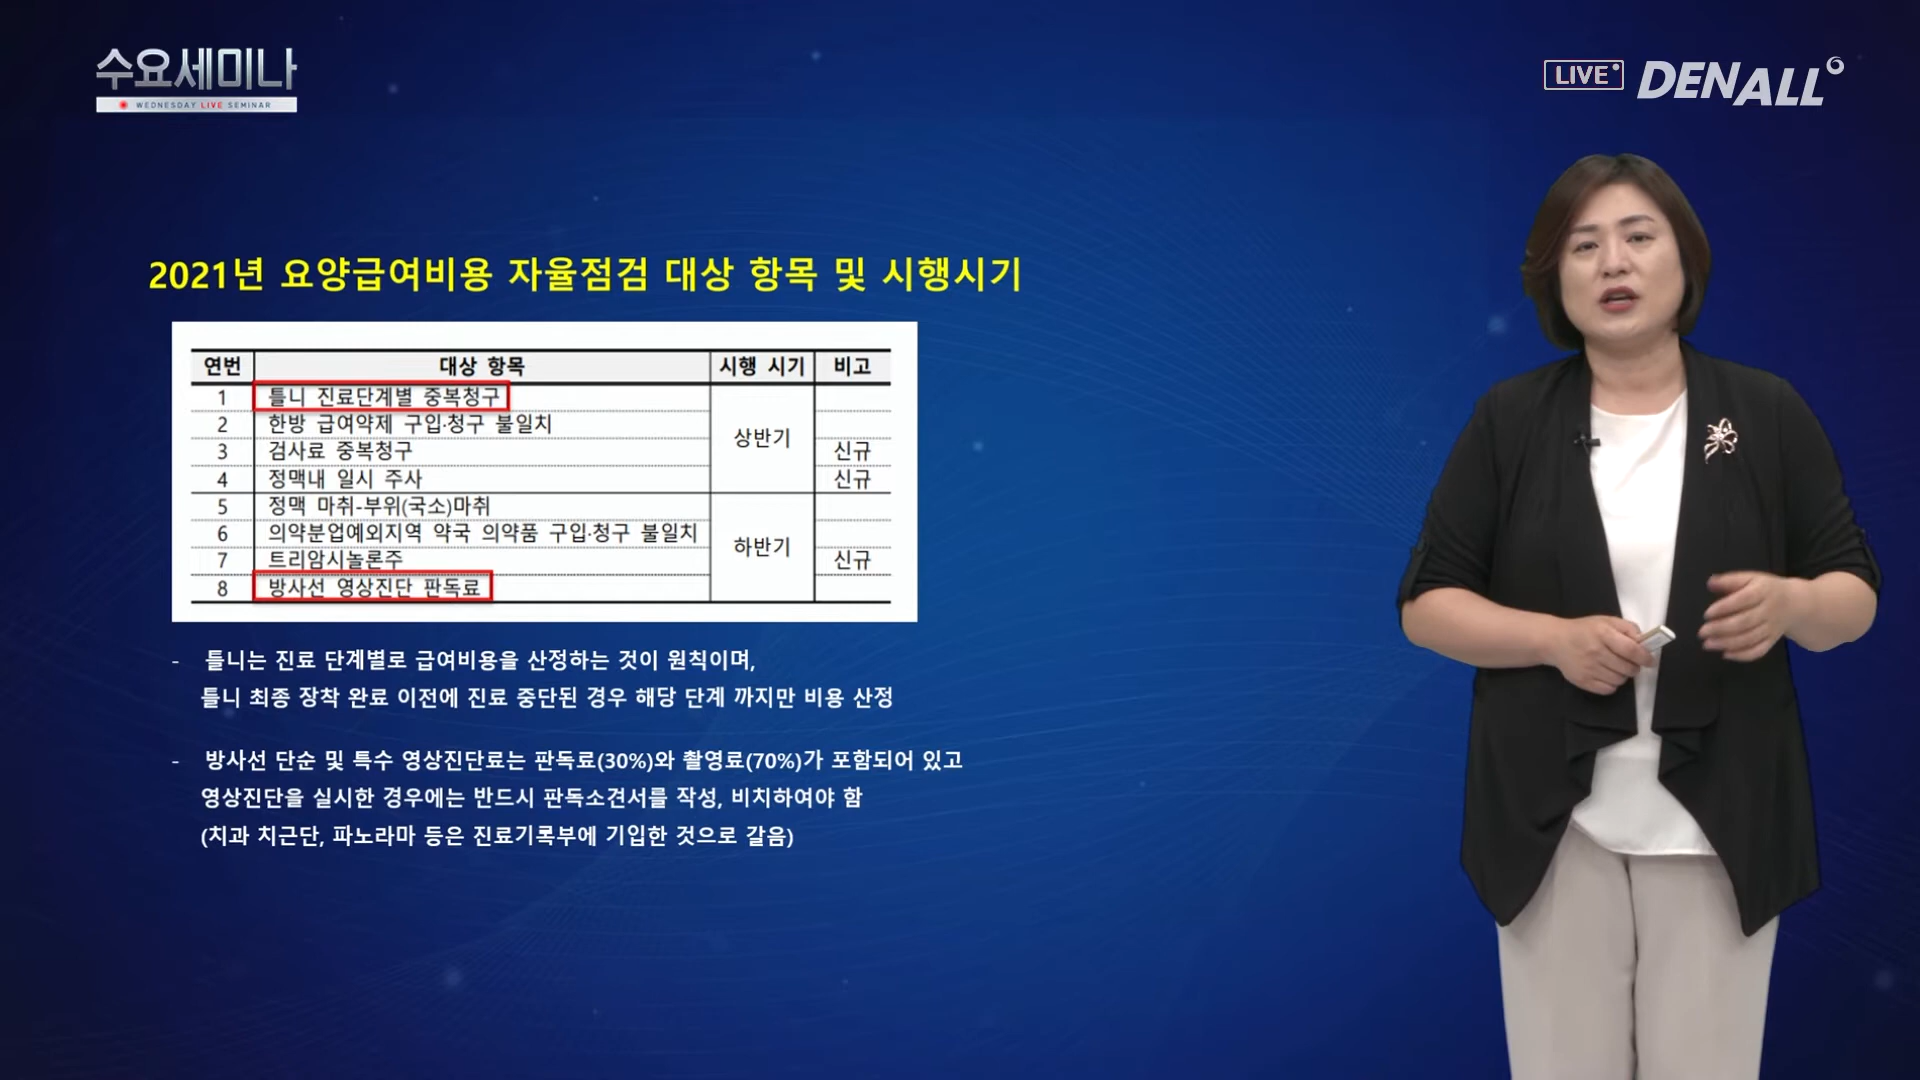 수요세미나
WEDNESDAY LIVE SEMINAR
LIVE
DENALL
2021년 요양급여비용 자율점검 대상 항목 및 시행시기
연번 대상 항목 시행 시기 비고
1 틀니 진료단계별 중복청구
2 한방 급여약제 구입·청구 불일치
상반기
3 검사료 중복청구 신규
4 정맥내 일시 주사 신규
5 정맥 마취-부위(국소)마취
6 의약분업예외지역 약국 의약품 구입·청구 불일치
하반기
7 트리암시놀론주 신규
8 방사선 영상진단 판독료
- 틀니는 진료 단계별로 급여비용을 산정하는 것이 원칙이며,
틀니 최종 장착 완료 이전에 진료 중단된 경우 해당 단계 까지만 비용 산정
- 방사선 단순 및 특수 영상진단료는 판독료(30%)와 촬영료(70%)가 포함되어 있고
영상진단을 실시한 경우에는 반드시 판독소견서를 작성, 비치하여야 함
(치과 치근단, 파노라마 등은 진료기록부에 기입한 것으로 갈음)